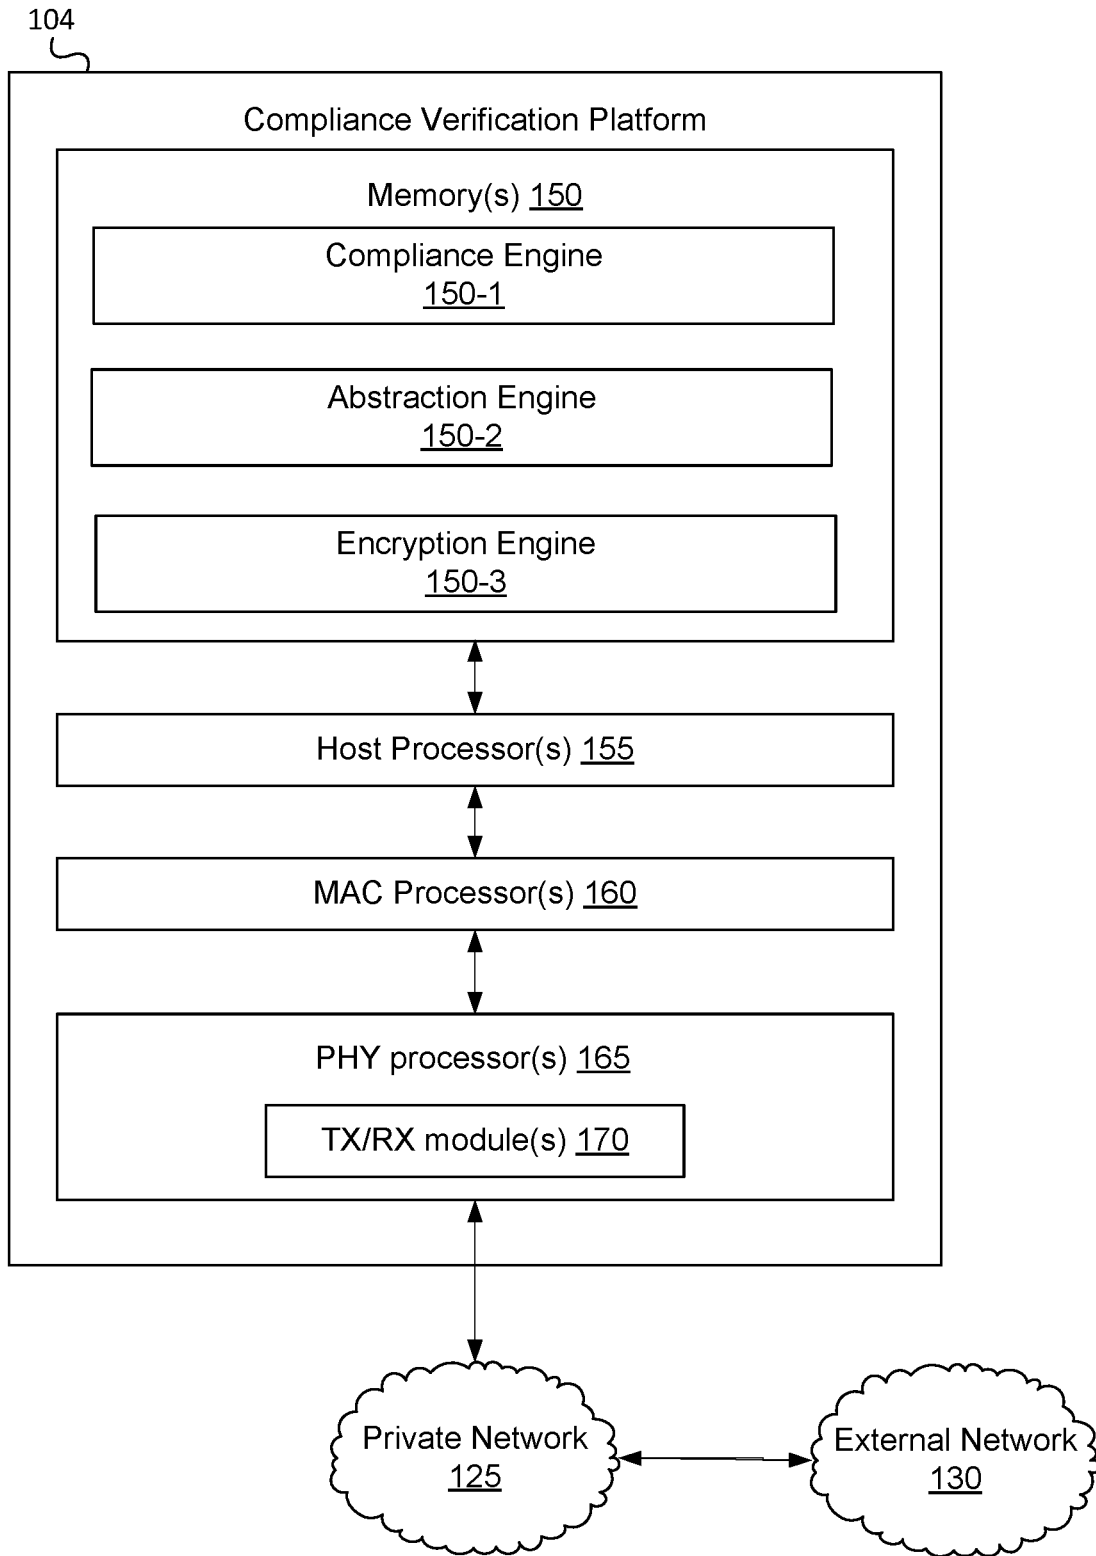 104
Compliance Verification Platform
Memory(s) 150
Compliance Engine
150-1
Abstraction Engine
150-2
Encryption Engine
150-3
Host Processor(s) 155
MAC Processor(s) 160
PHY processor(s) 165
TX/RX module(s) 170
Private Network
125
External Network
130